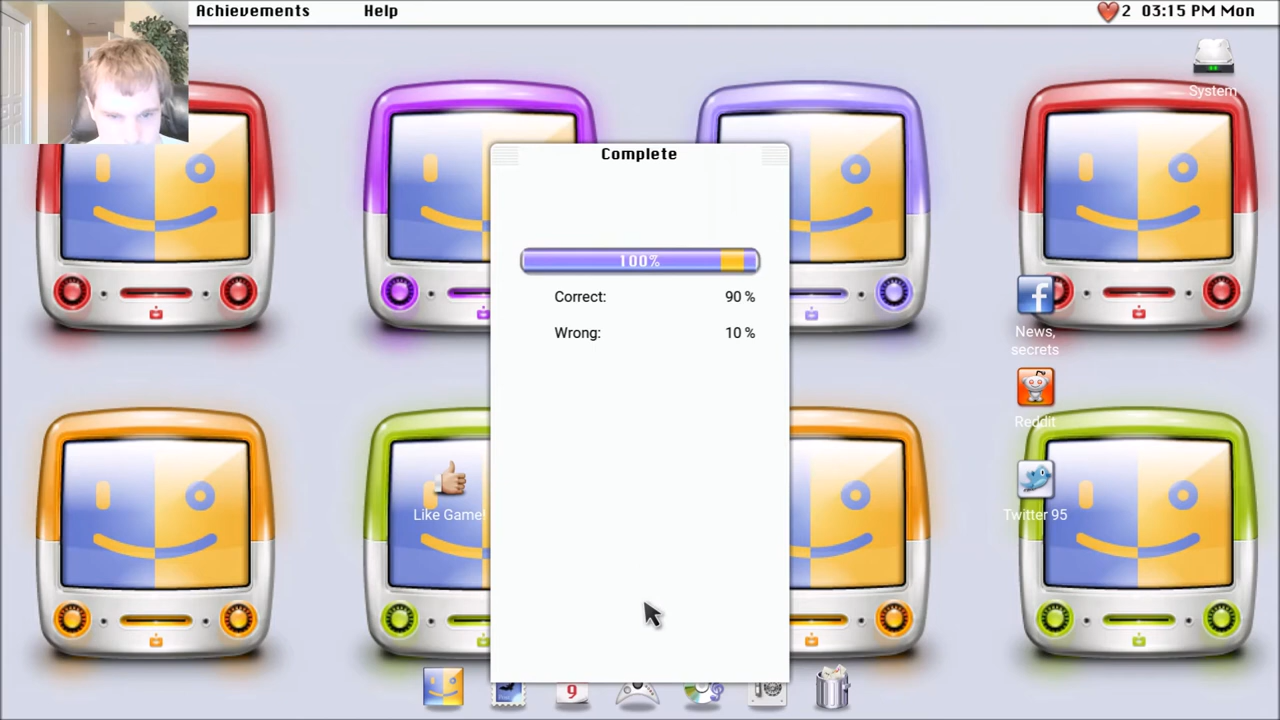 Achievements Help 2 03:15 PM Mon
System
Complete
100%
Correct: 90 %
Wrong: 10 %
News,
secrets
Reddit
Like Game!
Twitter 95
9